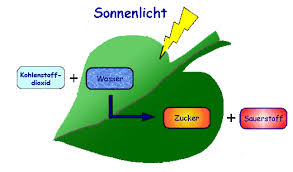 Sonnenlicht
Kohlenstoff-
dioxid
+
Wasser
Zucker
+
Sauerstoff